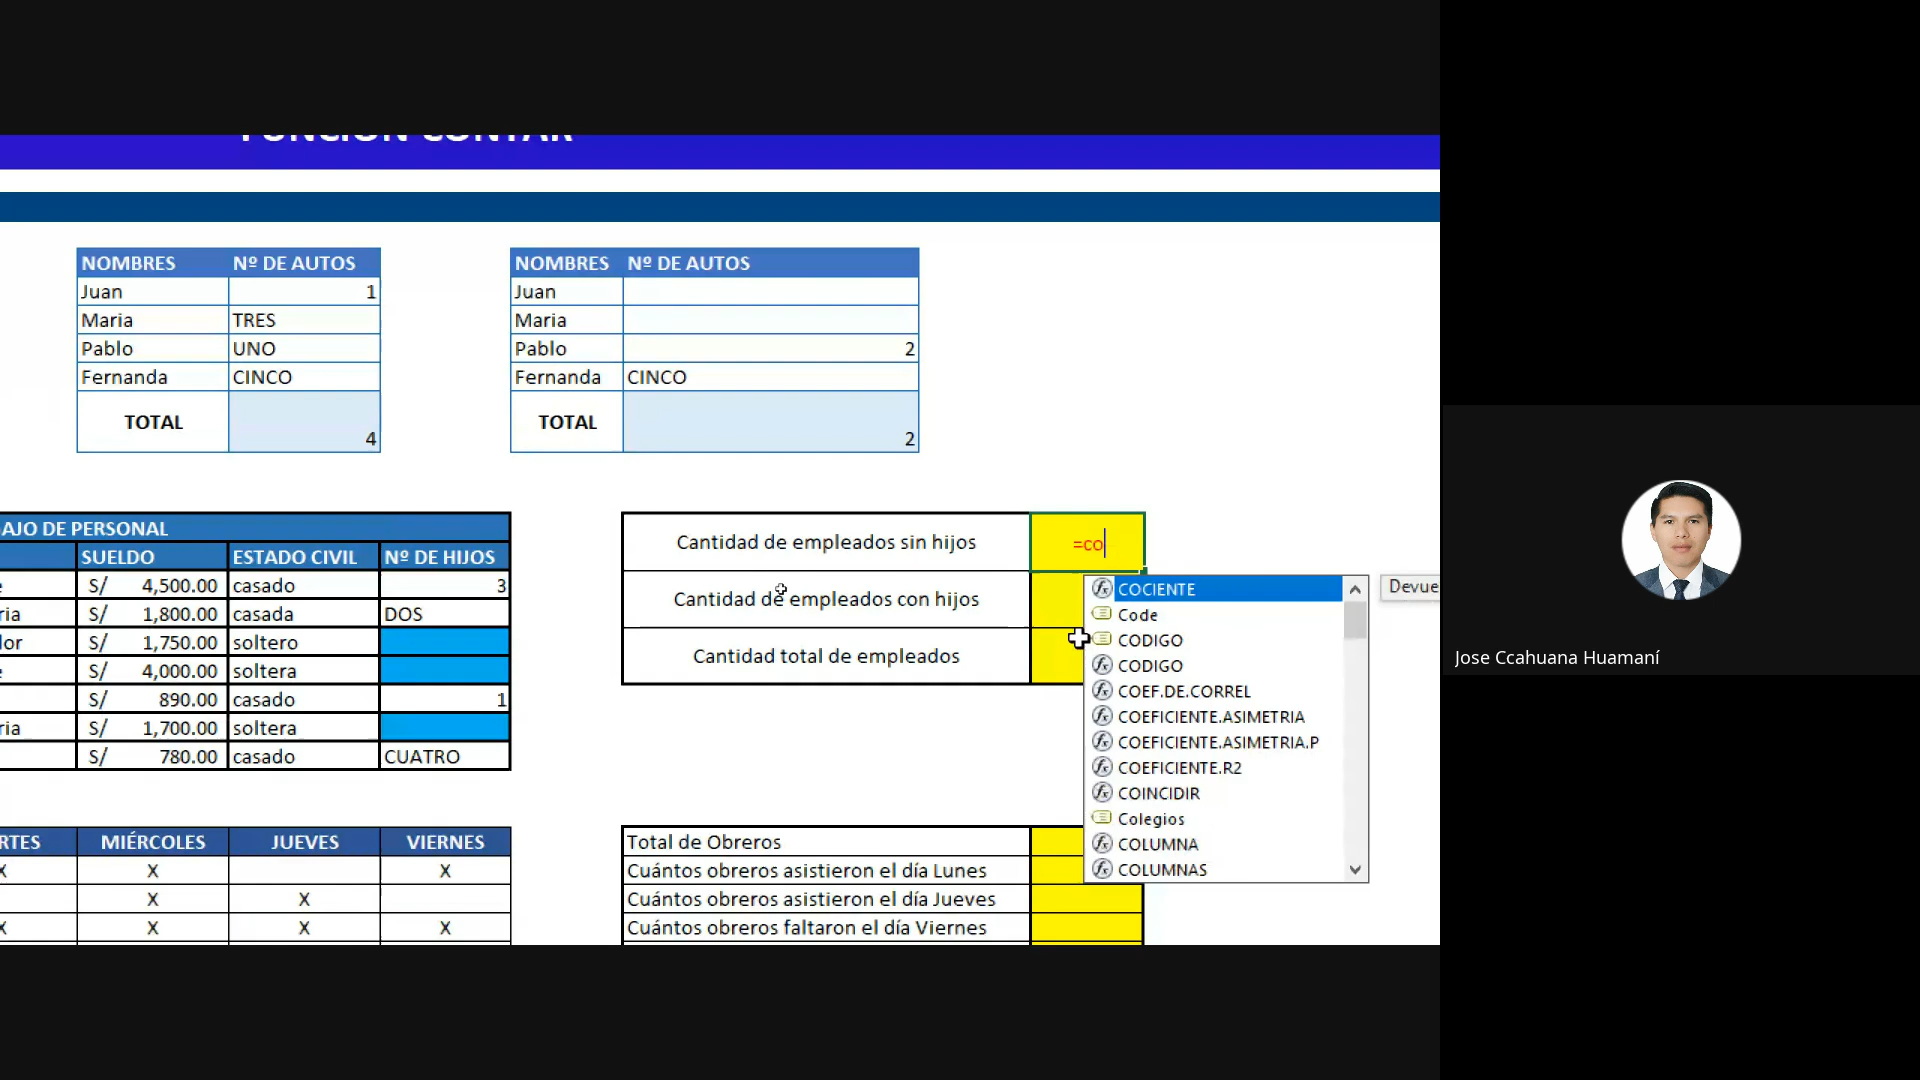 FUNCIÓN CONTAR
NOMBRES Nº DE AUTOS
Juan 1
Maria TRES
Pablo UNO
Fernanda CINCO
TOTAL 4
NOMBRES Nº DE AUTOS
Juan
Maria
Pablo 2
Fernanda CINCO
TOTAL 2
AJO DE PERSONAL
SUELDO ESTADO CIVIL Nº DE HIJOS
e S/ 4,500.00 casado 3
ria S/ 1,800.00 casada DOS
lor S/ 1,750.00 soltero
e S/ 4,000.00 soltera
S/ 890.00 casado 1
ria S/ 1,700.00 soltera
S/ 780.00 casado CUATRO
Cantidad de empleados sin hijos =co
Cantidad de empleados con hijos
Cantidad total de empleados
COCIENTE
Code
CODIGO
CODIGO
COEF.DE.CORREL
COEFICIENTE.ASIMETRIA
COEFICIENTE.ASIMETRIA.P
COEFICIENTE.R2
COINCIDIR
Colegios
COLUMNA
COLUMNAS
Devue
RTES MIÉRCOLES JUEVES VIERNES
X X X
X X
X X X X
Total de Obreros
Cuántos obreros asistieron el día Lunes
Cuántos obreros asistieron el día Jueves
Cuántos obreros faltaron el día Viernes
Jose Ccahuana Huamaní